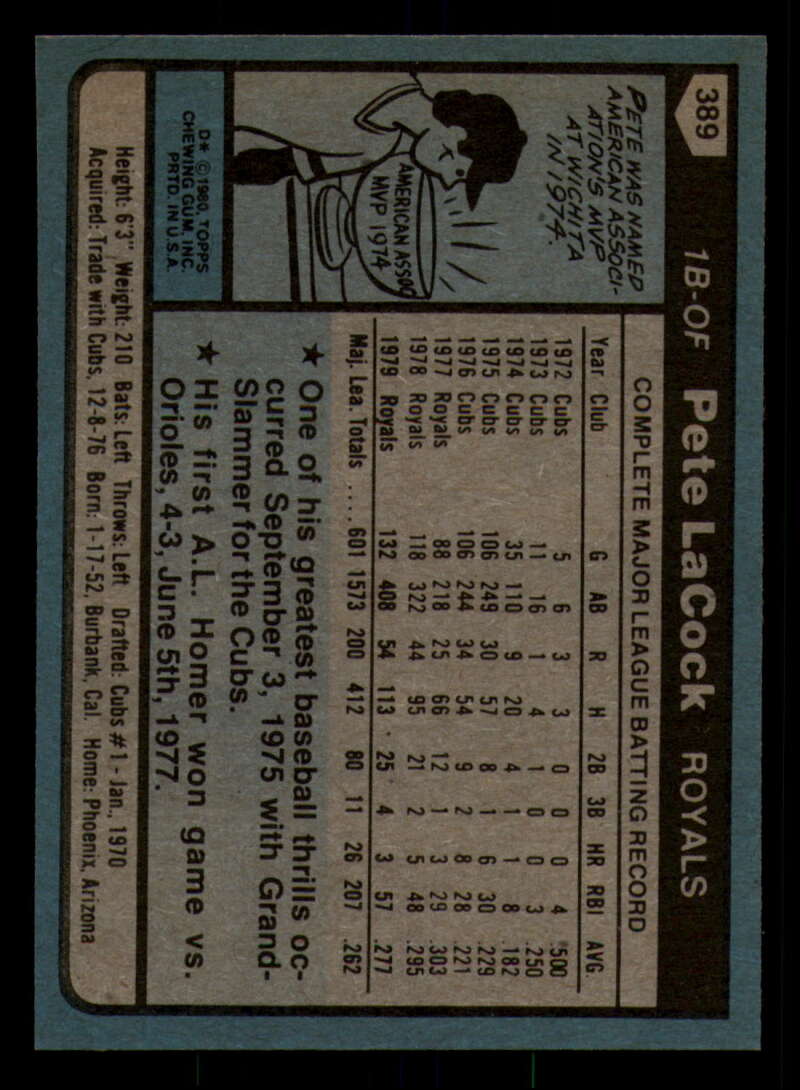 389
1B-OF Pete LaCock ROYALS
PETE WAS NAMED
AMERICAN ASSOCI-
ATION'S MVP
AT WICHITA
IN 1974.
AMERICAN ASSOC
MVP 1974
D* © 1980, TOPPS
CHEWING GUM, INC.
PRTD. IN U.S.A.
COMPLETE MAJOR LEAGUE BATTING RECORD
Year Club G AB R H 2B 3B HR RBI AVG.
1972 Cubs 5 6 3 3 0 0 0 4 .500
1973 Cubs 11 16 1 4 1 0 0 3 .250
1974 Cubs 35 110 9 20 4 1 1 8 .182
1975 Cubs 106 249 30 57 8 1 6 30 .229
1976 Cubs 106 244 34 54 9 2 8 28 .221
1977 Royals 88 218 25 66 12 1 3 29 .303
1978 Royals 118 322 44 95 21 2 5 48 .295
1979 Royals 132 408 54 113 25 4 3 57 .277
Maj. Lea. Totals .... 601 1573 200 412 80 11 26 207 .262
★ One of his greatest baseball thrills oc-
curred September 3, 1975 with Grand-
Slammer for the Cubs.
★ His first A.L. Homer won game vs.
Orioles, 4-3, June 5th, 1977.
Height: 6'3" Weight: 210 Bats: Left Throws: Left Drafted: Cubs #1 - Jan., 1970
Acquired: Trade with Cubs, 12-8-76 Born: 1-17-52, Burbank, Cal. Home: Phoenix, Arizona